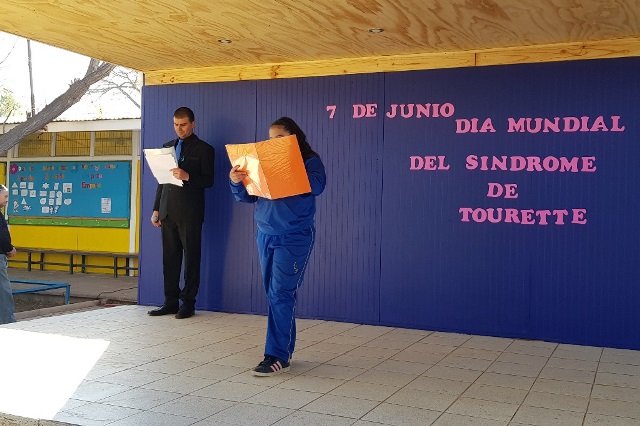 7 DE JUNIO
DIA MUNDIAL
DEL SINDROME
DE
TOURETTE